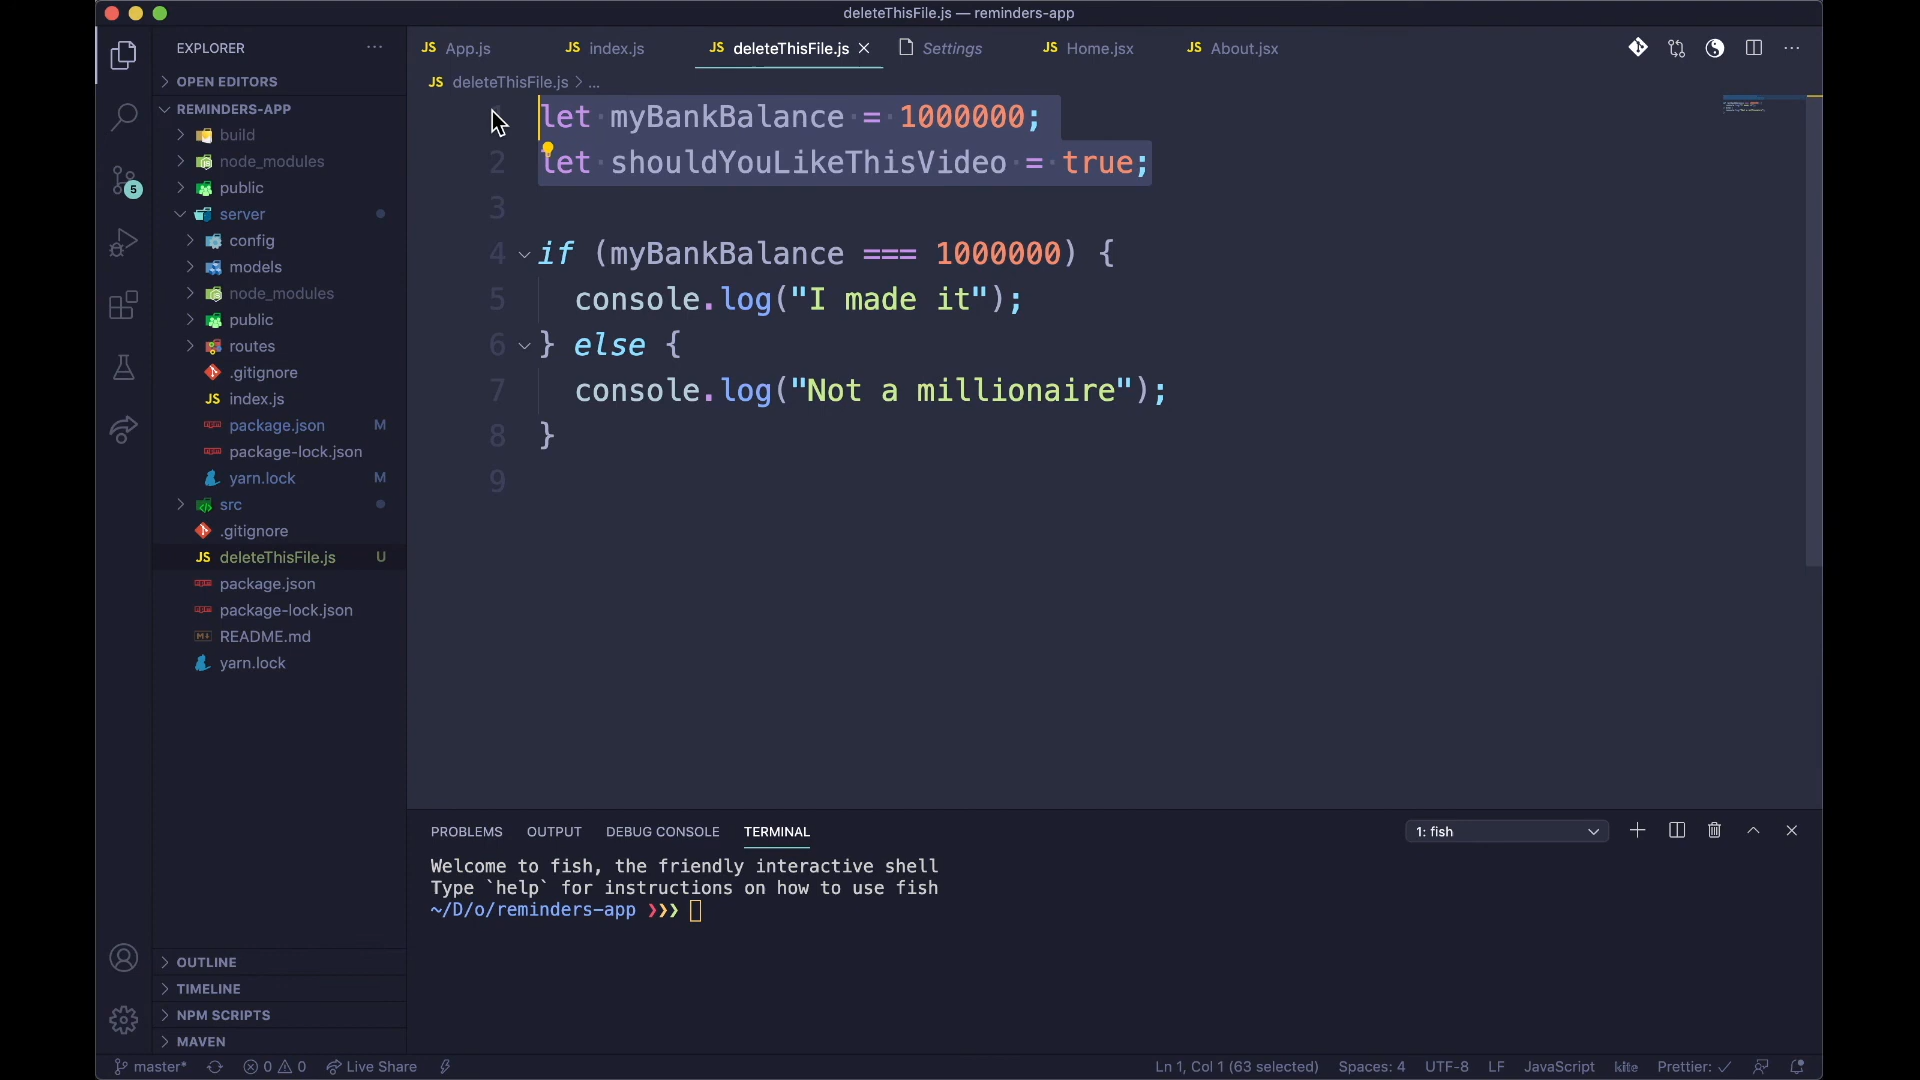 deleteThisFile.js — reminders-app
EXPLORER
OPEN EDITORS
REMINDERS-APP
build
node_modules
public
server
config
models
node_modules
public
routes
.gitignore
JS index.js
package.json M
package-lock.json
yarn.lock M
src
.gitignore
JS deleteThisFile.js U
package.json
package-lock.json
README.md
yarn.lock
OUTLINE
TIMELINE
NPM SCRIPTS
MAVEN
5
JS App.js JS index.js JS deleteThisFile.js Settings JS Home.jsx JS About.jsx
JS deleteThisFile.js > ...
let myBankBalance = 1000000;
2 let shouldYouLikeThisVideo = true;
3
4 if (myBankBalance === 1000000) {
5 console.log("I made it");
6 } else {
7 console.log("Not a millionaire");
8 }
9
PROBLEMS OUTPUT DEBUG CONSOLE TERMINAL 1: fish
Welcome to fish, the friendly interactive shell
Type `help` for instructions on how to use fish
~/D/o/reminders-app ❯❯❯
master* 0 0 Live Share Ln 1, Col 1 (63 selected) Spaces: 4 UTF-8 LF JavaScript kite Prettier: ✓